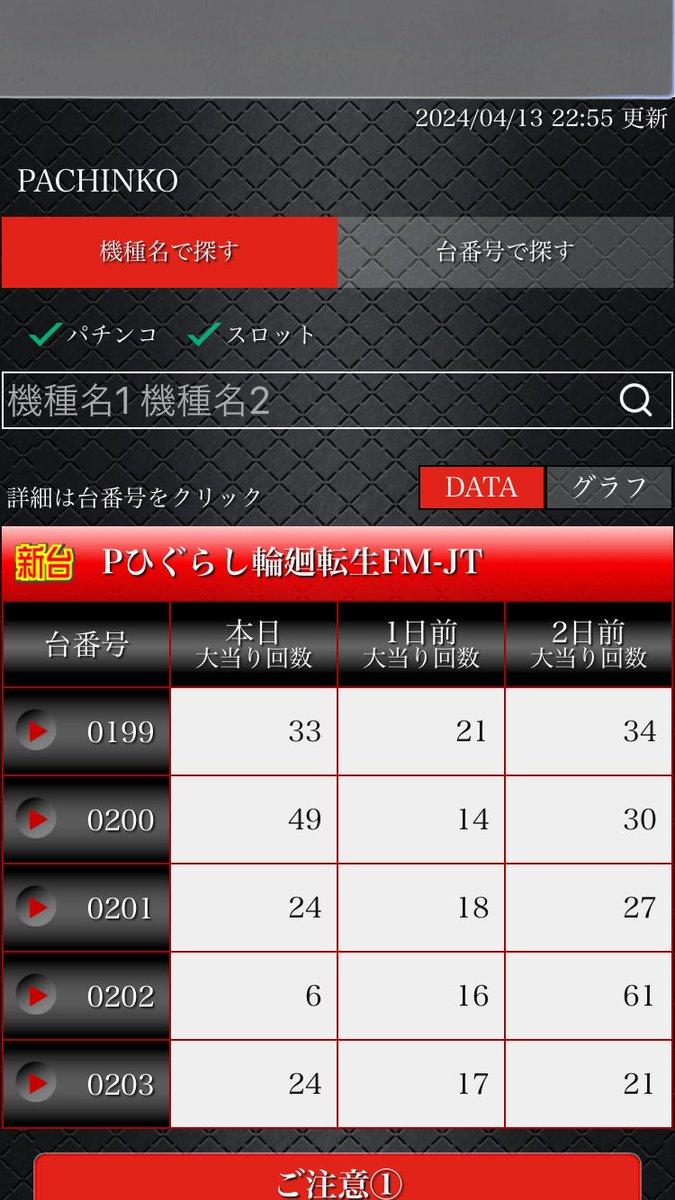 2024/04/13 22:55 更新
PACHINKO
機種名で探す 台番号で探す
パチンコ スロット
機種名1 機種名2
詳細は台番号をクリック DATA グラフ
新台 Pひぐらし輪廻転生FM-JT
台番号 本日 1日前 2日前
大当り回数 大当り回数 大当り回数
0199 33 21 34
0200 49 14 30
0201 24 18 27
0202 6 16 61
0203 24 17 21
ご注意①